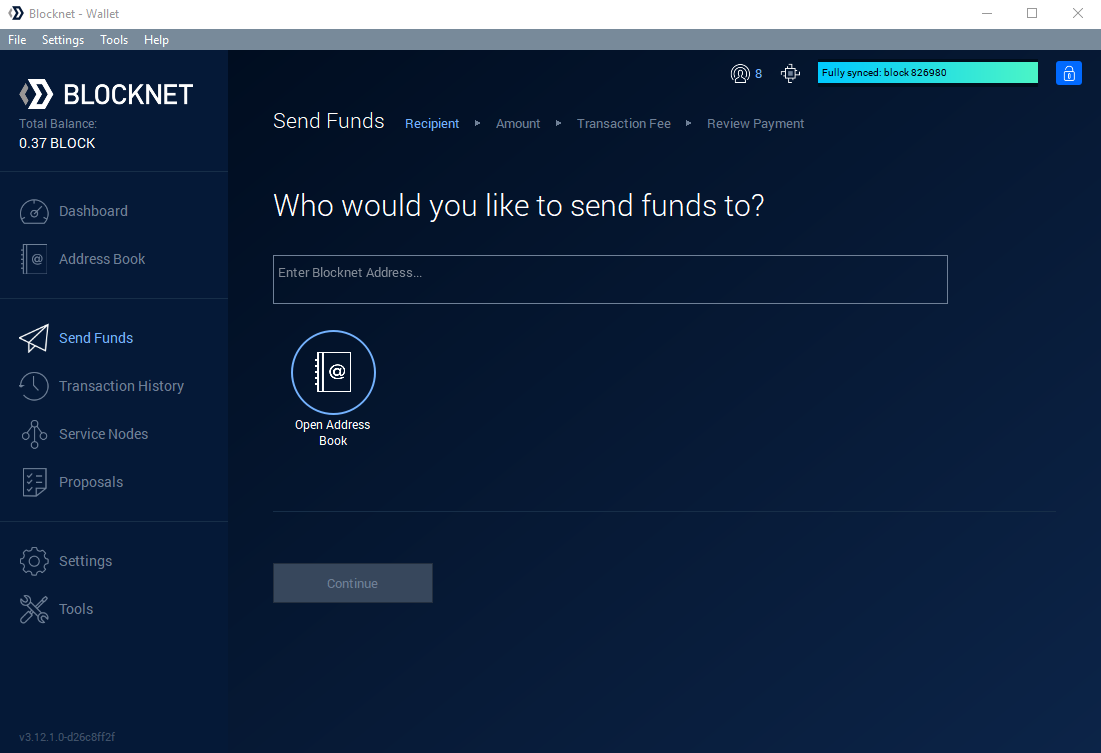 Blocknet - Wallet
File Settings Tools Help
BLOCKNET
Total Balance:
0.37 BLOCK
Dashboard
Address Book
Send Funds
Transaction History
Service Nodes
Proposals
Settings
Tools
v3.12.1.0-d26c8ff2f
8
Fully synced: block 826980
Send Funds Recipient Amount Transaction Fee Review Payment
Who would you like to send funds to?
Enter Blocknet Address...
@
Open Address
Book
Continue